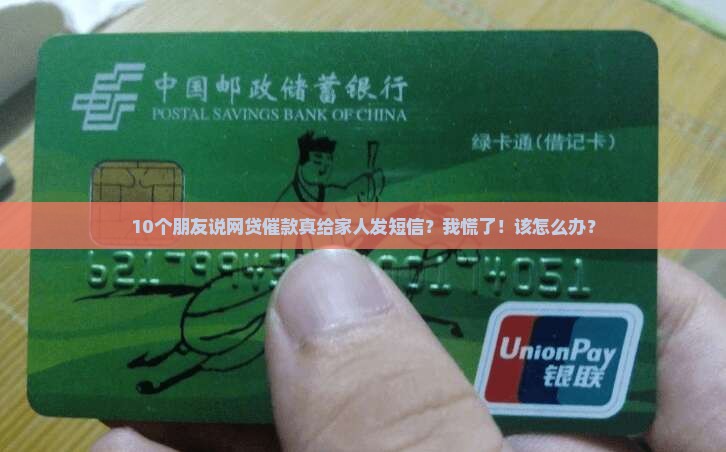 中国邮政储蓄银行
POSTAL SAVINGS BANK OF CHINA
绿卡通(借记卡)
10个朋友说网贷催款真给家人发短信？我慌了！该怎么办？
UnionPay
银联